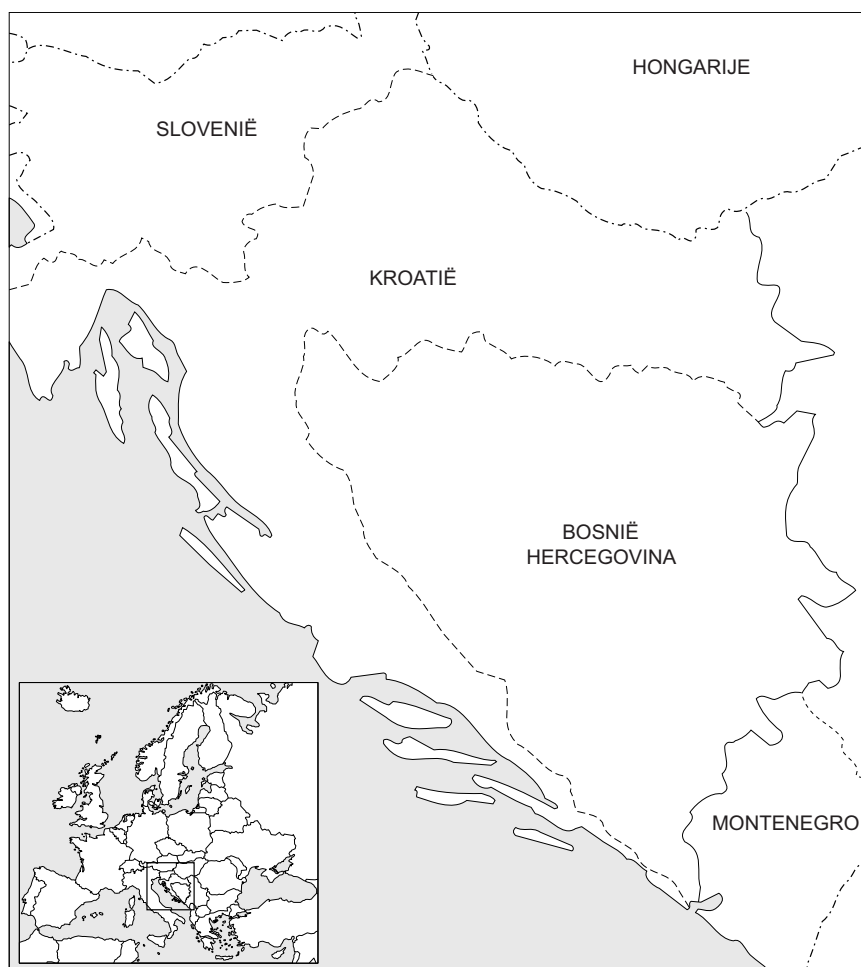 HONGARIJE
SLOVENIË
KROATIË
BOSNIË
HERCEGOVINA
MONTENEGRO